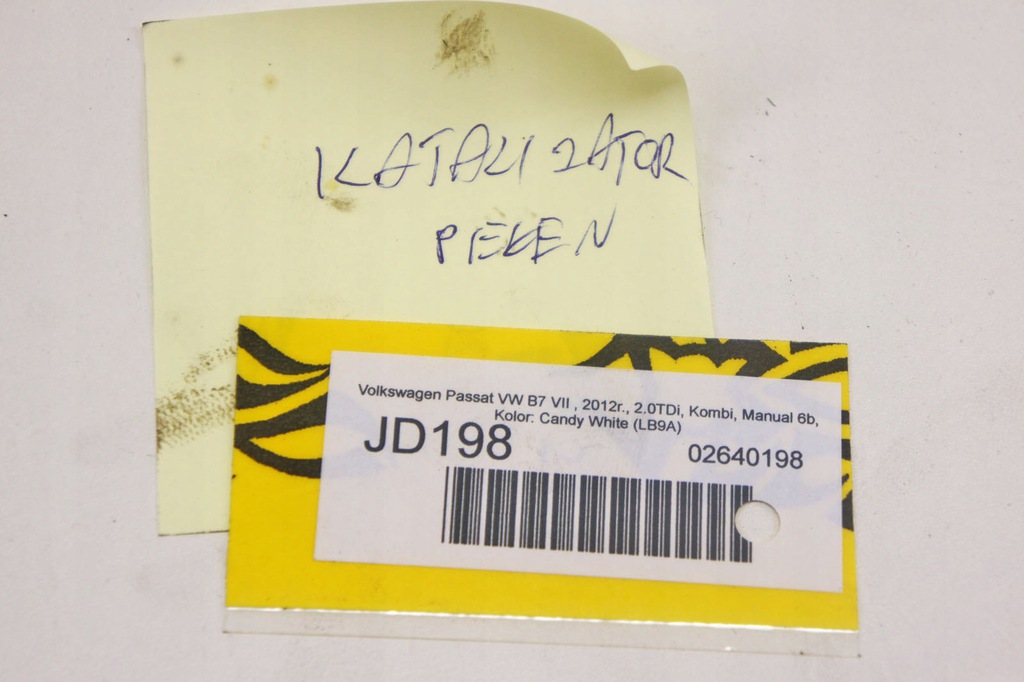 KATALIZATOR
PEŁEN
Volkswagen Passat VW B7 VII , 2012r., 2.0TDi, Kombi, Manual 6b,
Kolor: Candy White (LB9A)
JD198
02640198